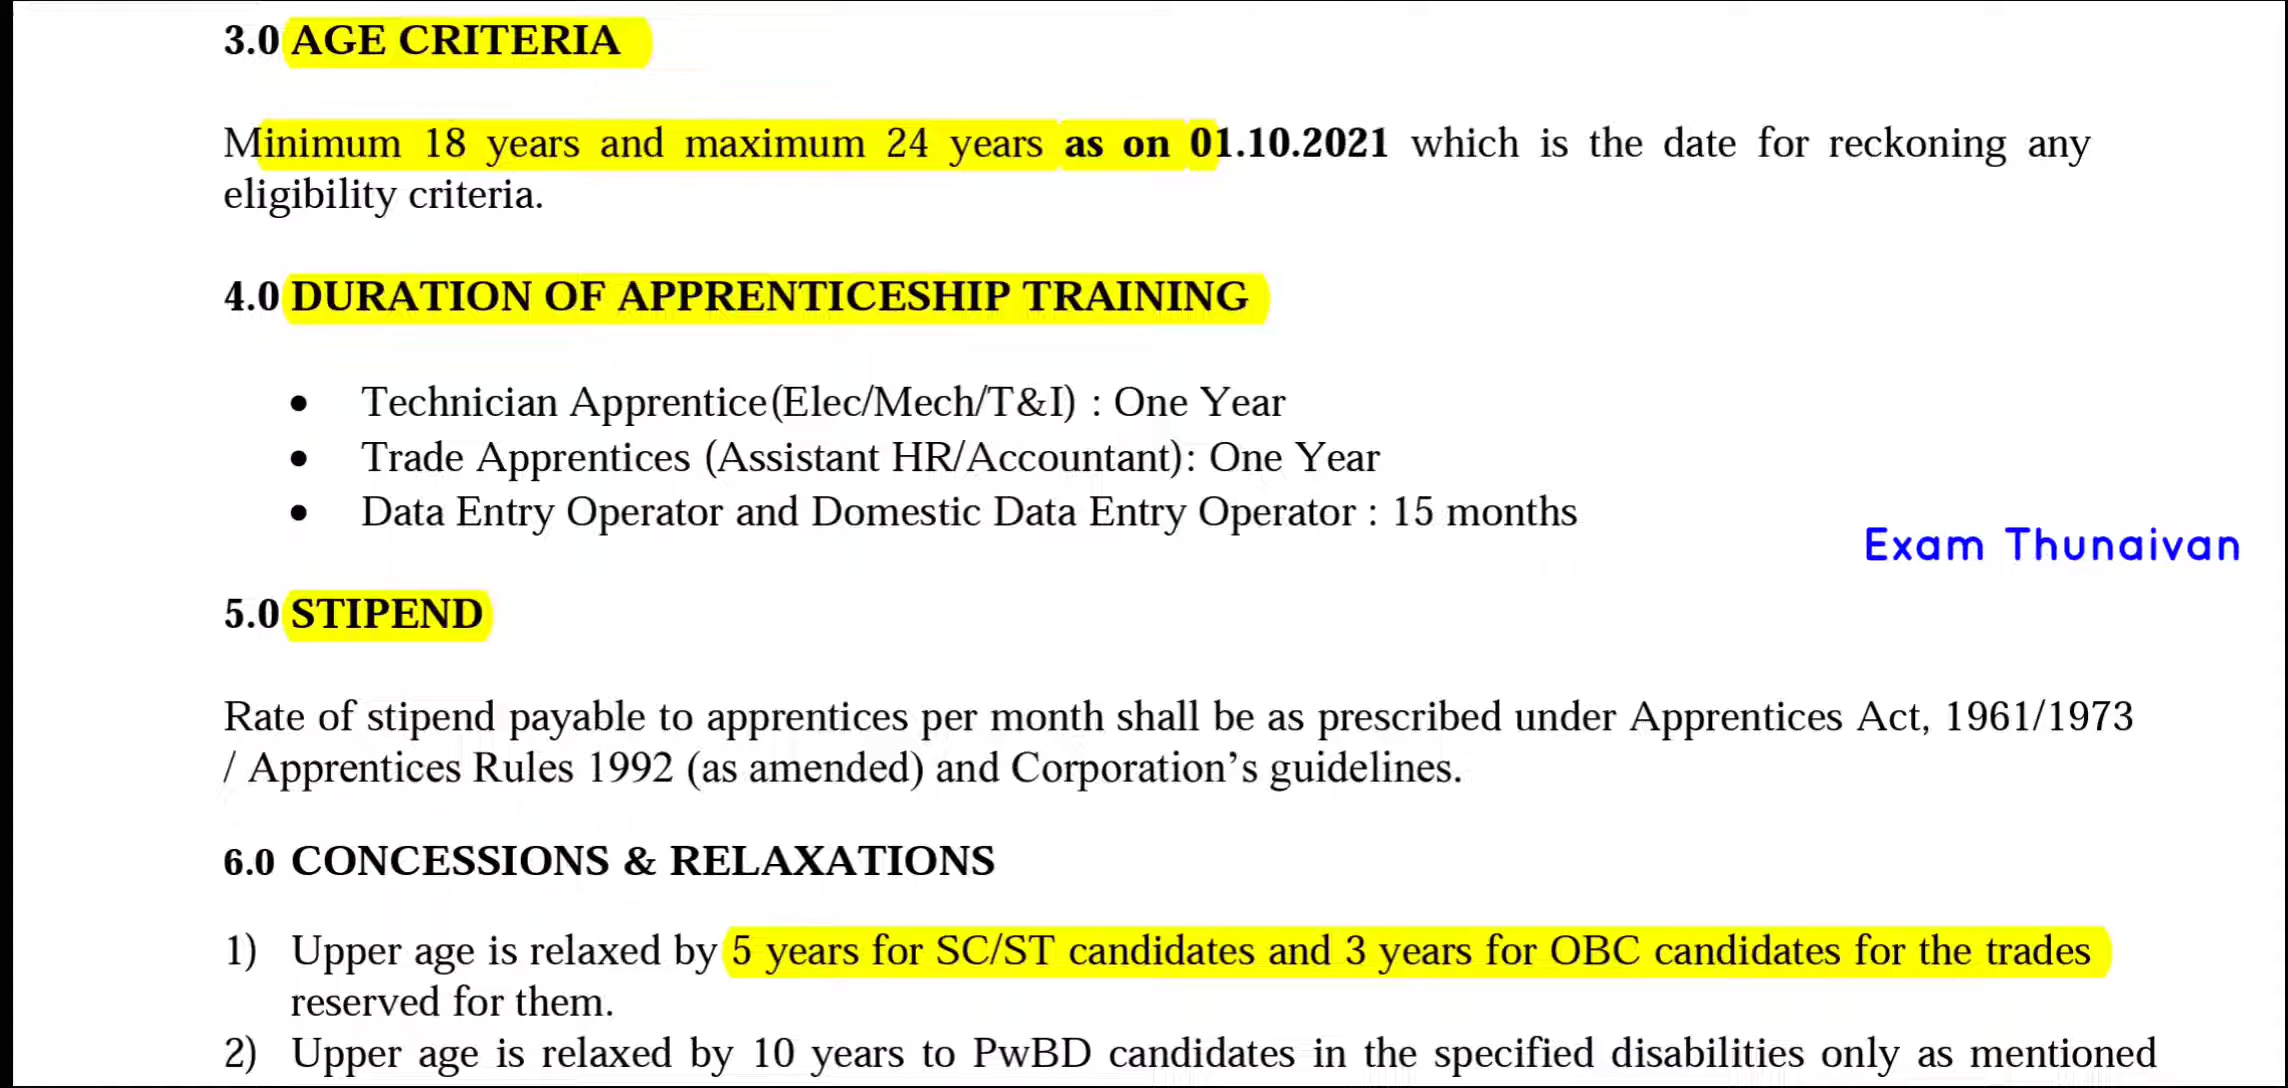 3.0 AGE CRITERIA
Minimum 18 years and maximum 24 years as on 01.10.2021 which is the date for reckoning any
eligibility criteria.
4.0 DURATION OF APPRENTICESHIP TRAINING
• Technician Apprentice(Elec/Mech/T&I) : One Year
• Trade Apprentices (Assistant HR/Accountant): One Year
• Data Entry Operator and Domestic Data Entry Operator : 15 months
Exam Thunaivan
5.0 STIPEND
Rate of stipend payable to apprentices per month shall be as prescribed under Apprentices Act, 1961/1973
/ Apprentices Rules 1992 (as amended) and Corporation’s guidelines.
6.0 CONCESSIONS & RELAXATIONS
1) Upper age is relaxed by 5 years for SC/ST candidates and 3 years for OBC candidates for the trades
reserved for them.
2) Upper age is relaxed by 10 years to PwBD candidates in the specified disabilities only as mentioned